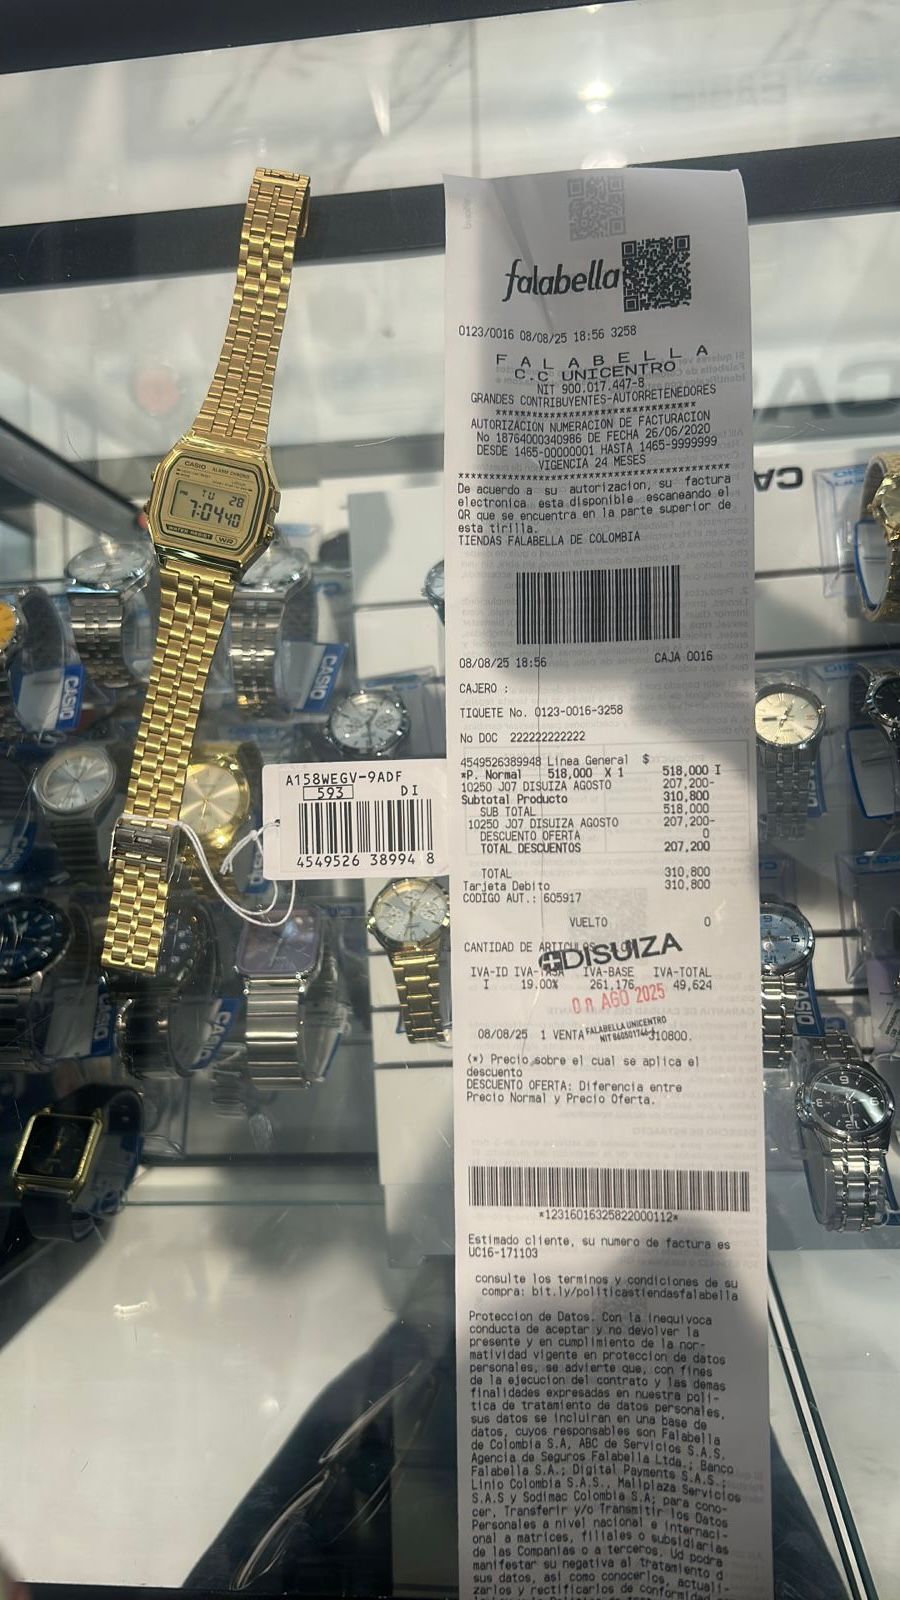 falabella
0123/0016 08/08/25 18:56 3258
F A L A B E L L A
C.C UNICENTRO
NIT 900.017.447-8
GRANDES CONTRIBUYENTES-AUTORRETENEDORES
*********************************
AUTORIZACION NUMERACION DE FACTURACION
No 18764000340986 DE FECHA 26/06/2020
DESDE 1465-00000001 HASTA 1465-9999999
VIGENCIA 24 MESES
****************************************
De acuerdo a su autorizacion, su factura
electronica esta disponible escaneando el
QR que se encuentra en la parte superior de
esta tirilla.
TIENDAS FALABELLA DE COLOMBIA
08/08/25 18:56 CAJA 0016
CAJERO :
TIQUETE No. 0123-0016-3258
No DOC 222222222222
4549526389948 Linea General $
*P. Normal 518,000 X 1 518,000 I
10250 JO7 DISUIZA AGOSTO 207,200-
Subtotal Producto 310,800
SUB TOTAL 518,000
10250 JO7 DISUIZA AGOSTO 207,200-
DESCUENTO OFERTA 0
TOTAL DESCUENTOS 207,200
TOTAL 310,800
Tarjeta Debito 310,800
CODIGO AUT.: 605917
VUELTO 0
CANTIDAD DE ARTICULOS
DISUIZA
IVA-ID IVA-TASA IVA-BASE IVA-TOTAL
I 19.00% 261,176 49,624
AGO 2025
FALABELLA UNICENTRO
08/08/25 1 VENTA 310800.
(*) Precio sobre el cual se aplica el
descuento
DESCUENTO OFERTA: Diferencia entre
Precio Normal y Precio Oferta.
*12316016325822000112*
Estimado cliente, su numero de factura es
UC16-171103
consulte los terminos y condiciones de su
compra: bit.ly/politicastiendasfalabella
Proteccion de Datos. Con la inequivoca
conducta de aceptar y no devolver la
presente y en cumplimiento de la nor-
matividad vigente en proteccion de datos
personales, se advierte que, con fines
de la ejecucion del contrato y las demas
finalidades expresadas en nuestra poli-
tica de tratamiento de datos personales,
sus datos se incluiran en una base de
datos, cuyos responsables son Falabella
de Colombia S.A, ABC de Servicios S.A.S.
Agencia de Seguros Falabella Ltda.; Banco
Falabella S.A.; Digital Payments S.A.S.;
Linio Colombia S.A.S., Mallplaza Servicios
S.A.S y Sodimac Colombia S.A; para cono-
cer, Transferir y/o Transmitir los Datos
Personales a nivel nacional e internaci-
onal a matrices, filiales o subsidiarias
de las Companias o a terceros. Ud podra
manifestar su negativa al tratamiento d
sus datos, asi como conocerlos, actuali-
zarlos y rectificarlos de conformidad
CASIO
ALARM CHRONO
PM TU 28
7:04 40
WATER RESIST
WR
A158WEGV-9ADF
593 DI
4549526 38994 8
CASIO
CASIO